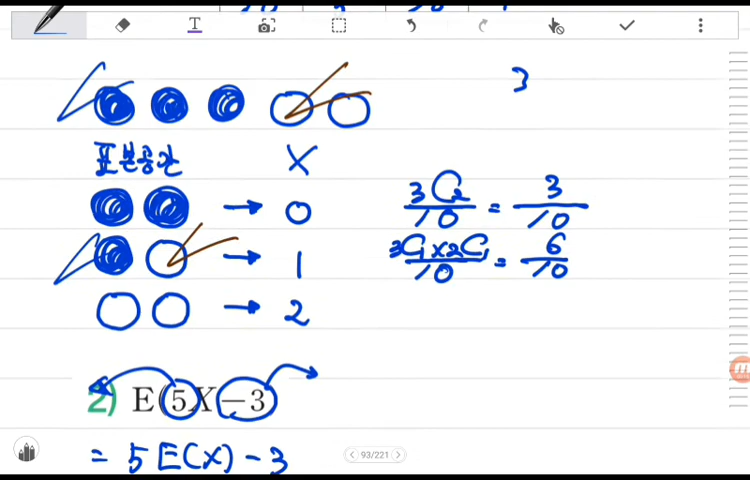 T
3
표본공간 X
→ 0 3C2/10 = 3/10
→ 1 3C1×2C1/10 = 6/10
→ 2
2) E(5X-3)
= 5E(X)-3
93/221